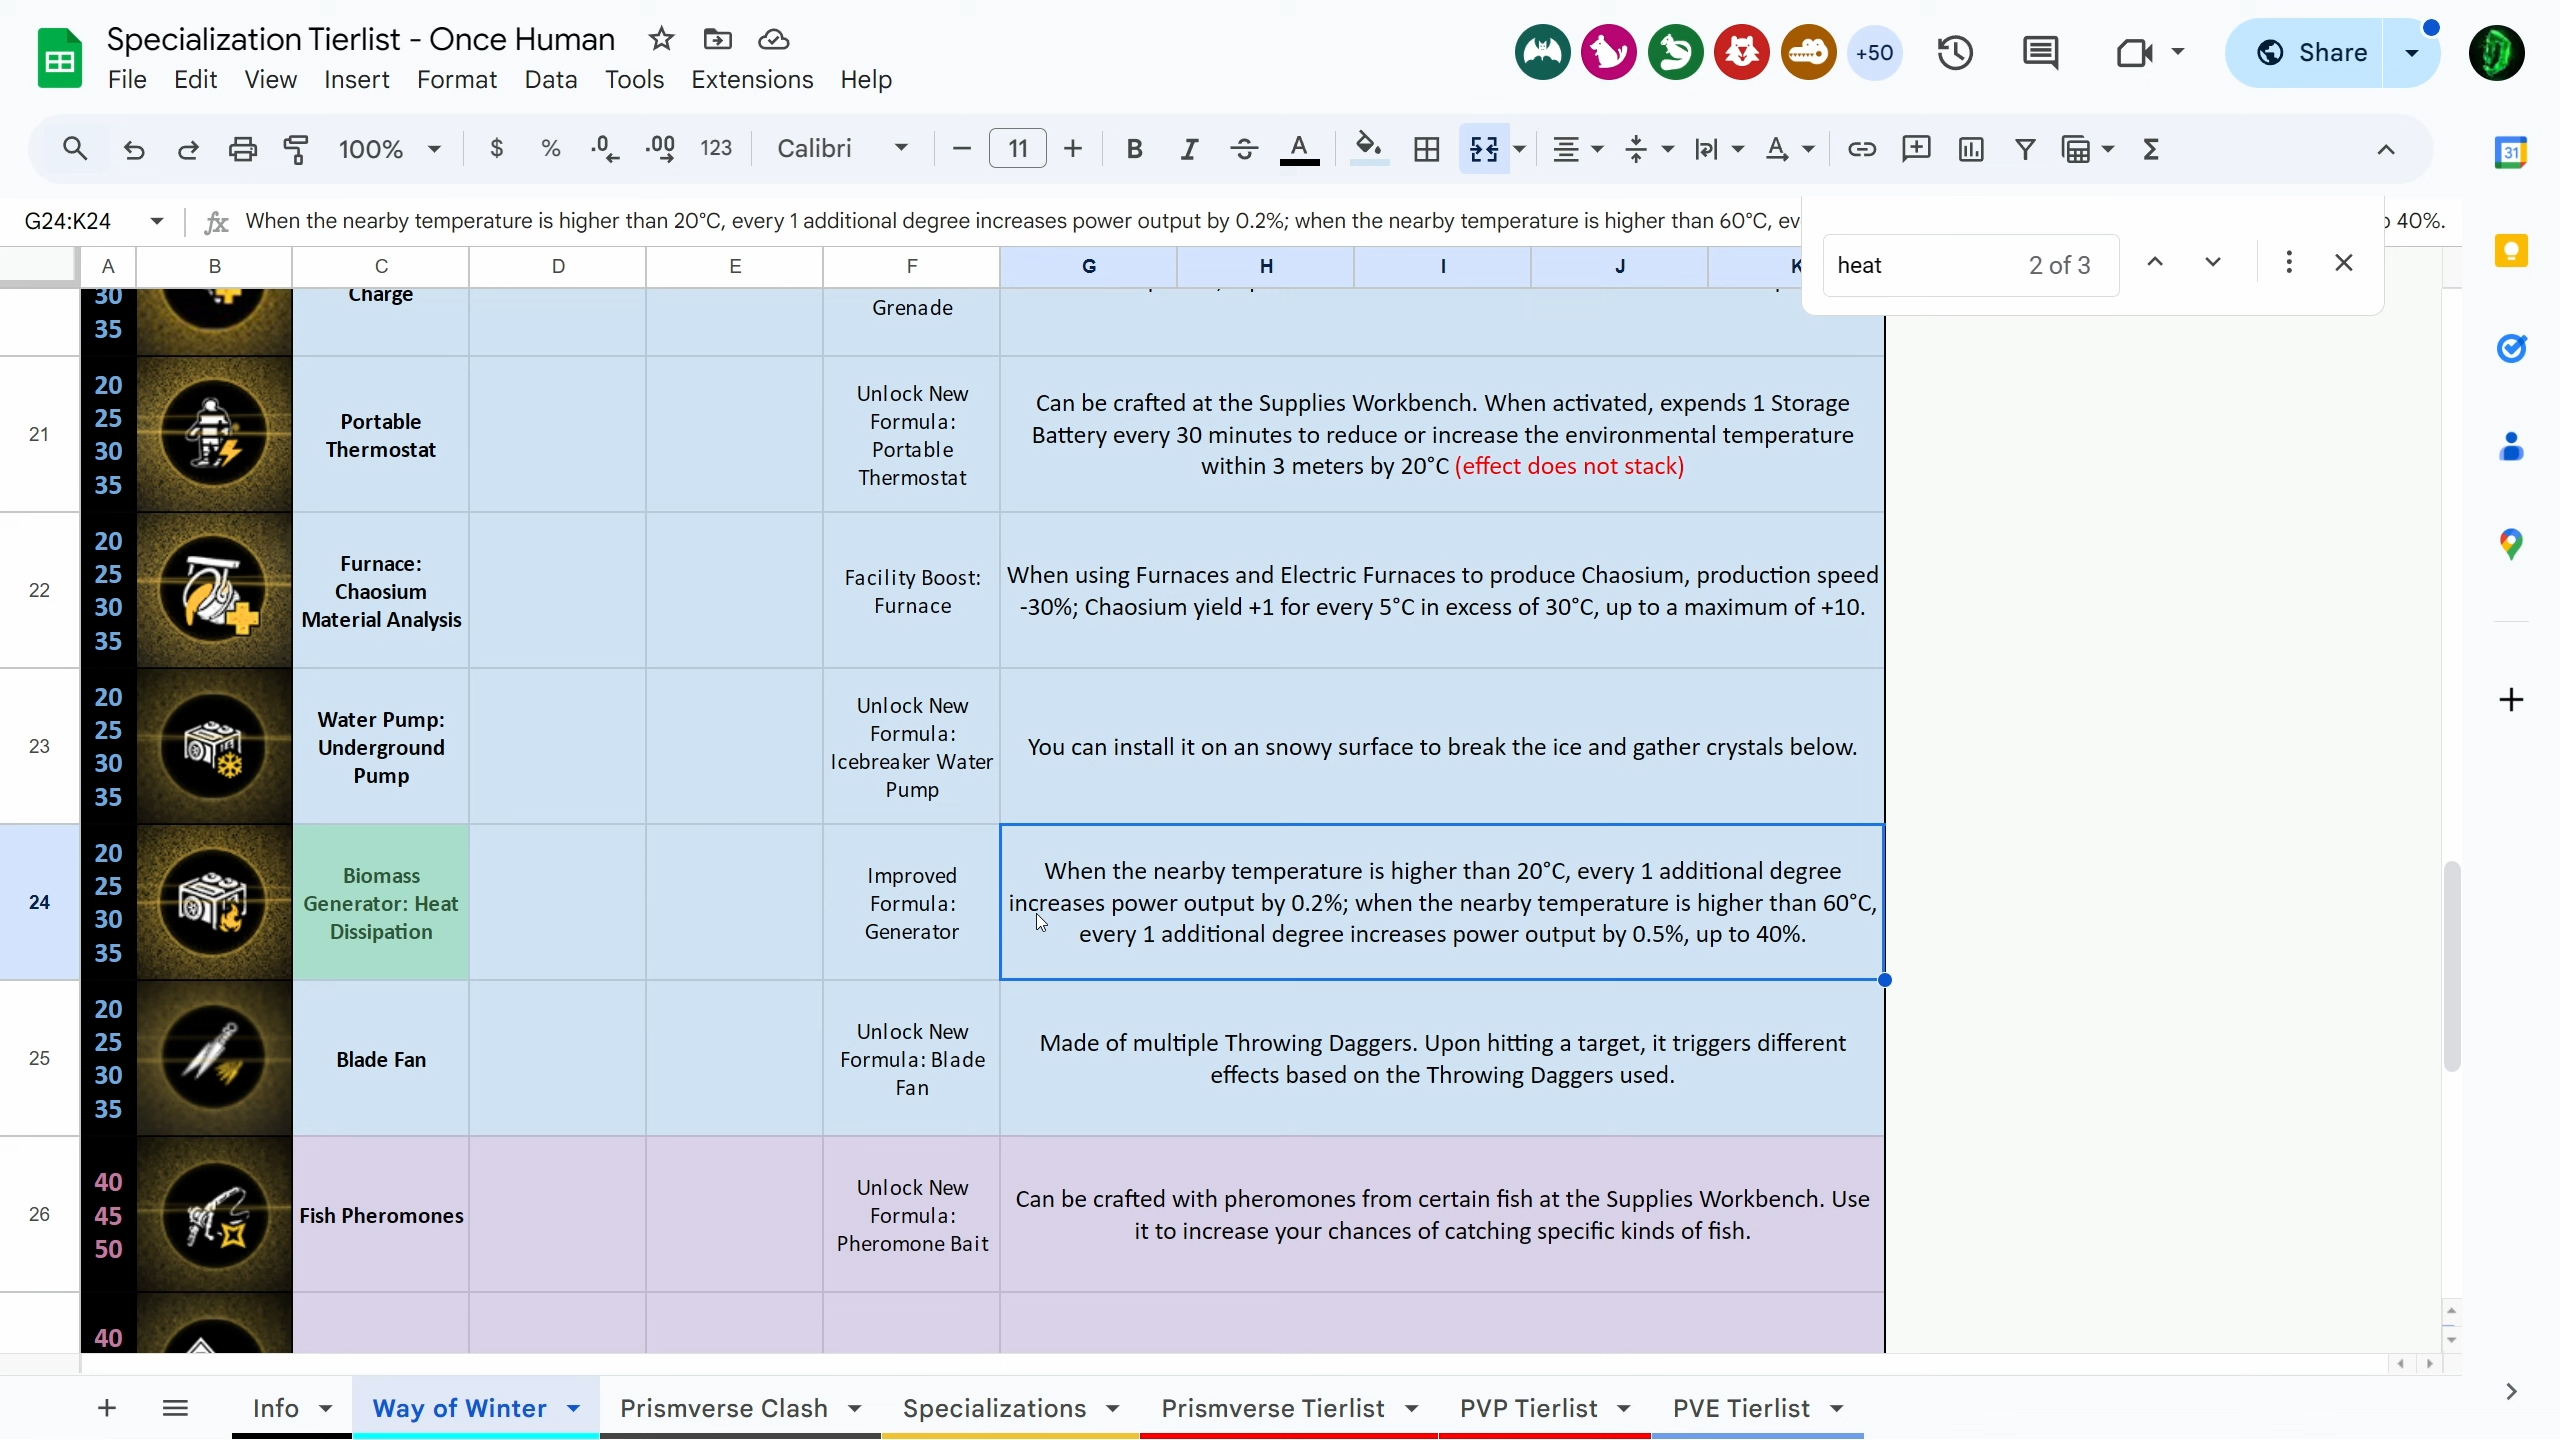 Specialization Tierlist - Once Human
File Edit View Insert Format Data Tools Extensions Help
+50
Share
100% $ % .0 .00 123 Calibri 11 B I A
31
G24:K24 fx When the nearby temperature is higher than 20°C, every 1 additional degree increases power output by 0.2%; when the nearby temperature is higher than 60°C, ev 40%.
heat 2 of 3
A B C D E F G H I J K
30
35
Charge
Grenade
21
20
25
30
35
Portable
Thermostat
Unlock New
Formula:
Portable
Thermostat
Can be crafted at the Supplies Workbench. When activated, expends 1 Storage
Battery every 30 minutes to reduce or increase the environmental temperature
within 3 meters by 20°C (effect does not stack)
22
20
25
30
35
Furnace:
Chaosium
Material Analysis
Facility Boost:
Furnace
When using Furnaces and Electric Furnaces to produce Chaosium, production speed
-30%; Chaosium yield +1 for every 5°C in excess of 30°C, up to a maximum of +10.
23
20
25
30
35
Water Pump:
Underground
Pump
Unlock New
Formula:
Icebreaker Water
Pump
You can install it on an snowy surface to break the ice and gather crystals below.
24
20
25
30
35
Biomass
Generator: Heat
Dissipation
Improved
Formula:
Generator
When the nearby temperature is higher than 20°C, every 1 additional degree
increases power output by 0.2%; when the nearby temperature is higher than 60°C,
every 1 additional degree increases power output by 0.5%, up to 40%.
25
20
25
30
35
Blade Fan
Unlock New
Formula: Blade
Fan
Made of multiple Throwing Daggers. Upon hitting a target, it triggers different
effects based on the Throwing Daggers used.
26
40
45
50
Fish Pheromones
Unlock New
Formula:
Pheromone Bait
Can be crafted with pheromones from certain fish at the Supplies Workbench. Use
it to increase your chances of catching specific kinds of fish.
40
Info Way of Winter Prismverse Clash Specializations Prismverse Tierlist PVP Tierlist PVE Tierlist